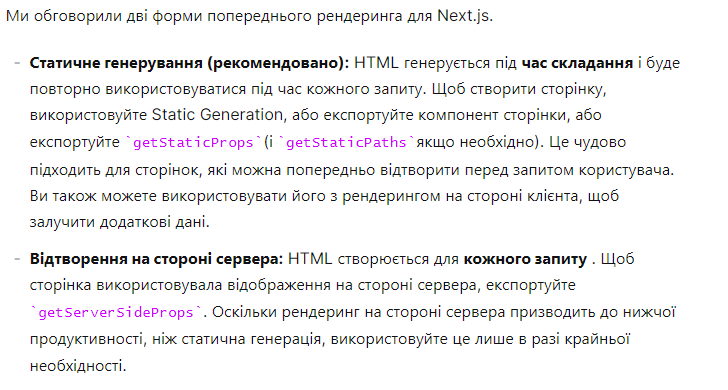 Ми обговорили дві форми попереднього рендеринга для Next.js.
- Статичне генерування (рекомендовано): HTML генерується під час складання і буде
повторно використовуватися під час кожного запиту. Щоб створити сторінку,
використовуйте Static Generation, або експортуйте компонент сторінки, або
експортуйте `getStaticProps`(і `getStaticPaths`якщо необхідно). Це чудово
підходить для сторінок, які можна попередньо відтворити перед запитом користувача.
Ви також можете використовувати його з рендерингом на стороні клієнта, щоб
залучити додаткові дані.
- Відтворення на стороні сервера: HTML створюється для кожного запиту . Щоб
сторінка використовувала відображення на стороні сервера, експортуйте
`getServerSideProps`. Оскільки рендеринг на стороні сервера призводить до нижчої
продуктивності, ніж статична генерація, використовуйте це лише в разі крайньої
необхідності.